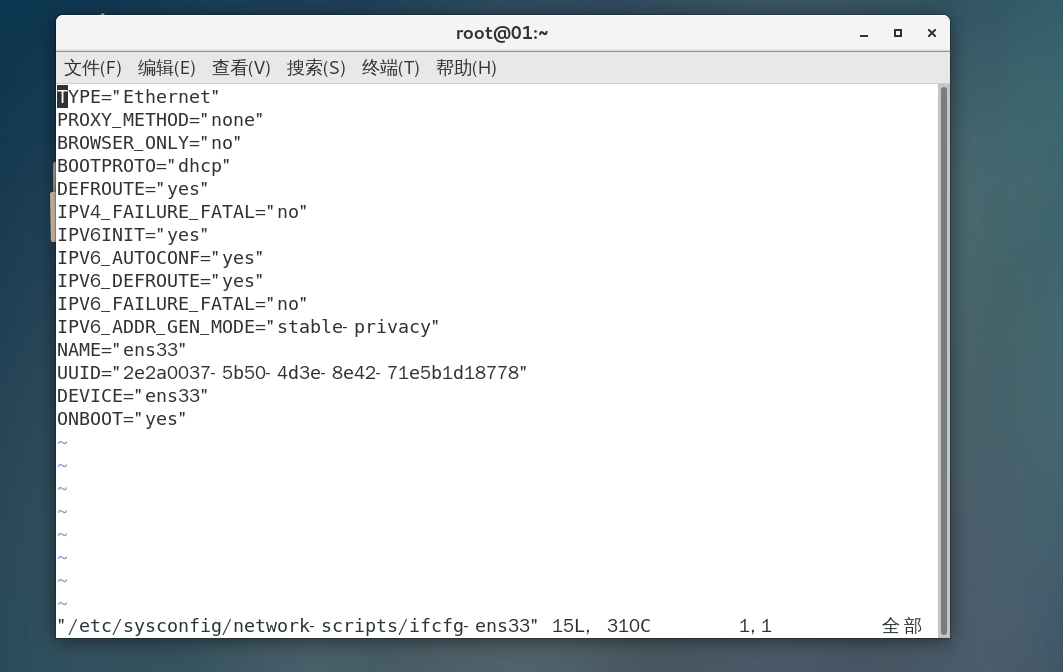 root@01:~
文件(F) 编辑(E) 查看(V) 搜索(S) 终端(T) 帮助(H)
TYPE="Ethernet"
PROXY_METHOD="none"
BROWSER_ONLY="no"
BOOTPROTO="dhcp"
DEFROUTE="yes"
IPV4_FAILURE_FATAL="no"
IPV6INIT="yes"
IPV6_AUTOCONF="yes"
IPV6_DEFROUTE="yes"
IPV6_FAILURE_FATAL="no"
IPV6_ADDR_GEN_MODE="stable-privacy"
NAME="ens33"
UUID="2e2a0037-5b50-4d3e-8e42-71e5b1d18778"
DEVICE="ens33"
ONBOOT="yes"
~
~
~
~
~
~
~
~
"/etc/sysconfig/network-scripts/ifcfg-ens33" 15L, 310C 1,1 全部